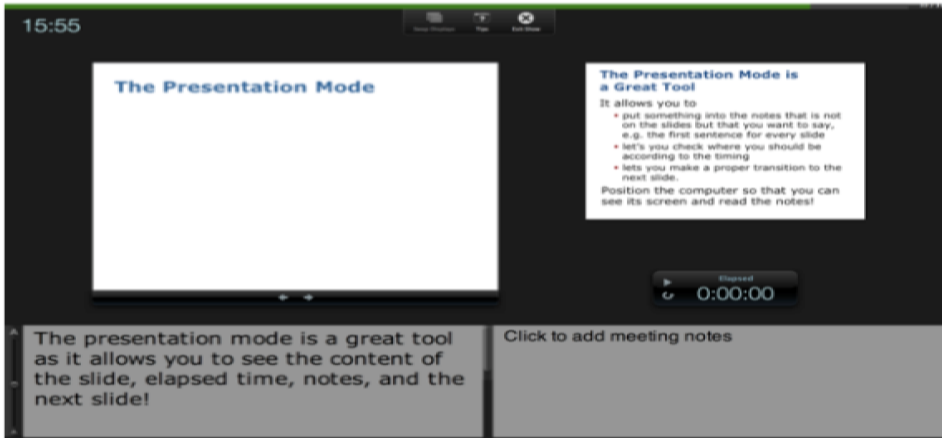 15:55
Swap Displays
Tips
Exit Show
The Presentation Mode
The Presentation Mode is
a Great Tool
It allows you to
• put something into the notes that is not
on the slides but that you want to say,
e.g. the first sentence for every slide
• let's you check where you should be
according to the timing
• lets you make a proper transition to the
next slide.
Position the computer so that you can
see its screen and read the notes!
Elapsed
0:00:00
The presentation mode is a great tool
as it allows you to see the content of
the slide, elapsed time, notes, and the
next slide!
Click to add meeting notes